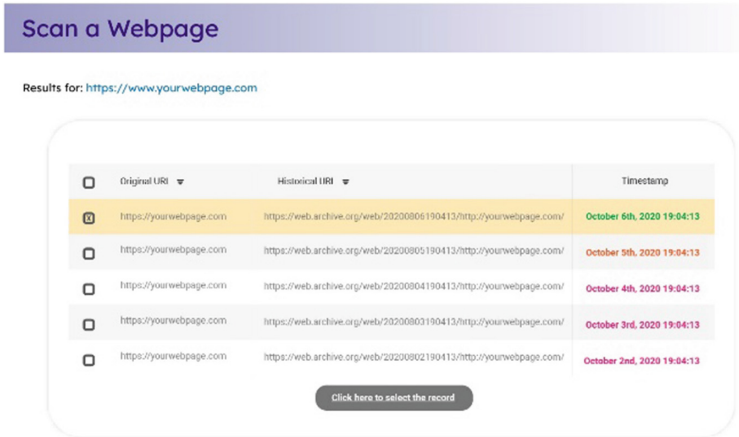 Scan a Webpage
Results for: https://www.yourwebpage.com
Original URI Historical URI Timestamp
https://yourwebpage.com https://web.archive.org/web/20200806190413/http://yourwebpage.com/ October 6th, 2020 19:04:13
https://yourwebpage.com https://web.archive.org/web/20200805190413/http://yourwebpage.com/ October 5th, 2020 19:04:13
https://yourwebpage.com https://web.archive.org/web/20200804190413/http://yourwebpage.com/ October 4th, 2020 19:04:13
https://yourwebpage.com https://web.archive.org/web/20200803190413/http://yourwebpage.com/ October 3rd, 2020 19:04:13
https://yourwebpage.com https://web.archive.org/web/20200802190413/http://yourwebpage.com/ October 2nd, 2020 19:04:13
Click here to select the record